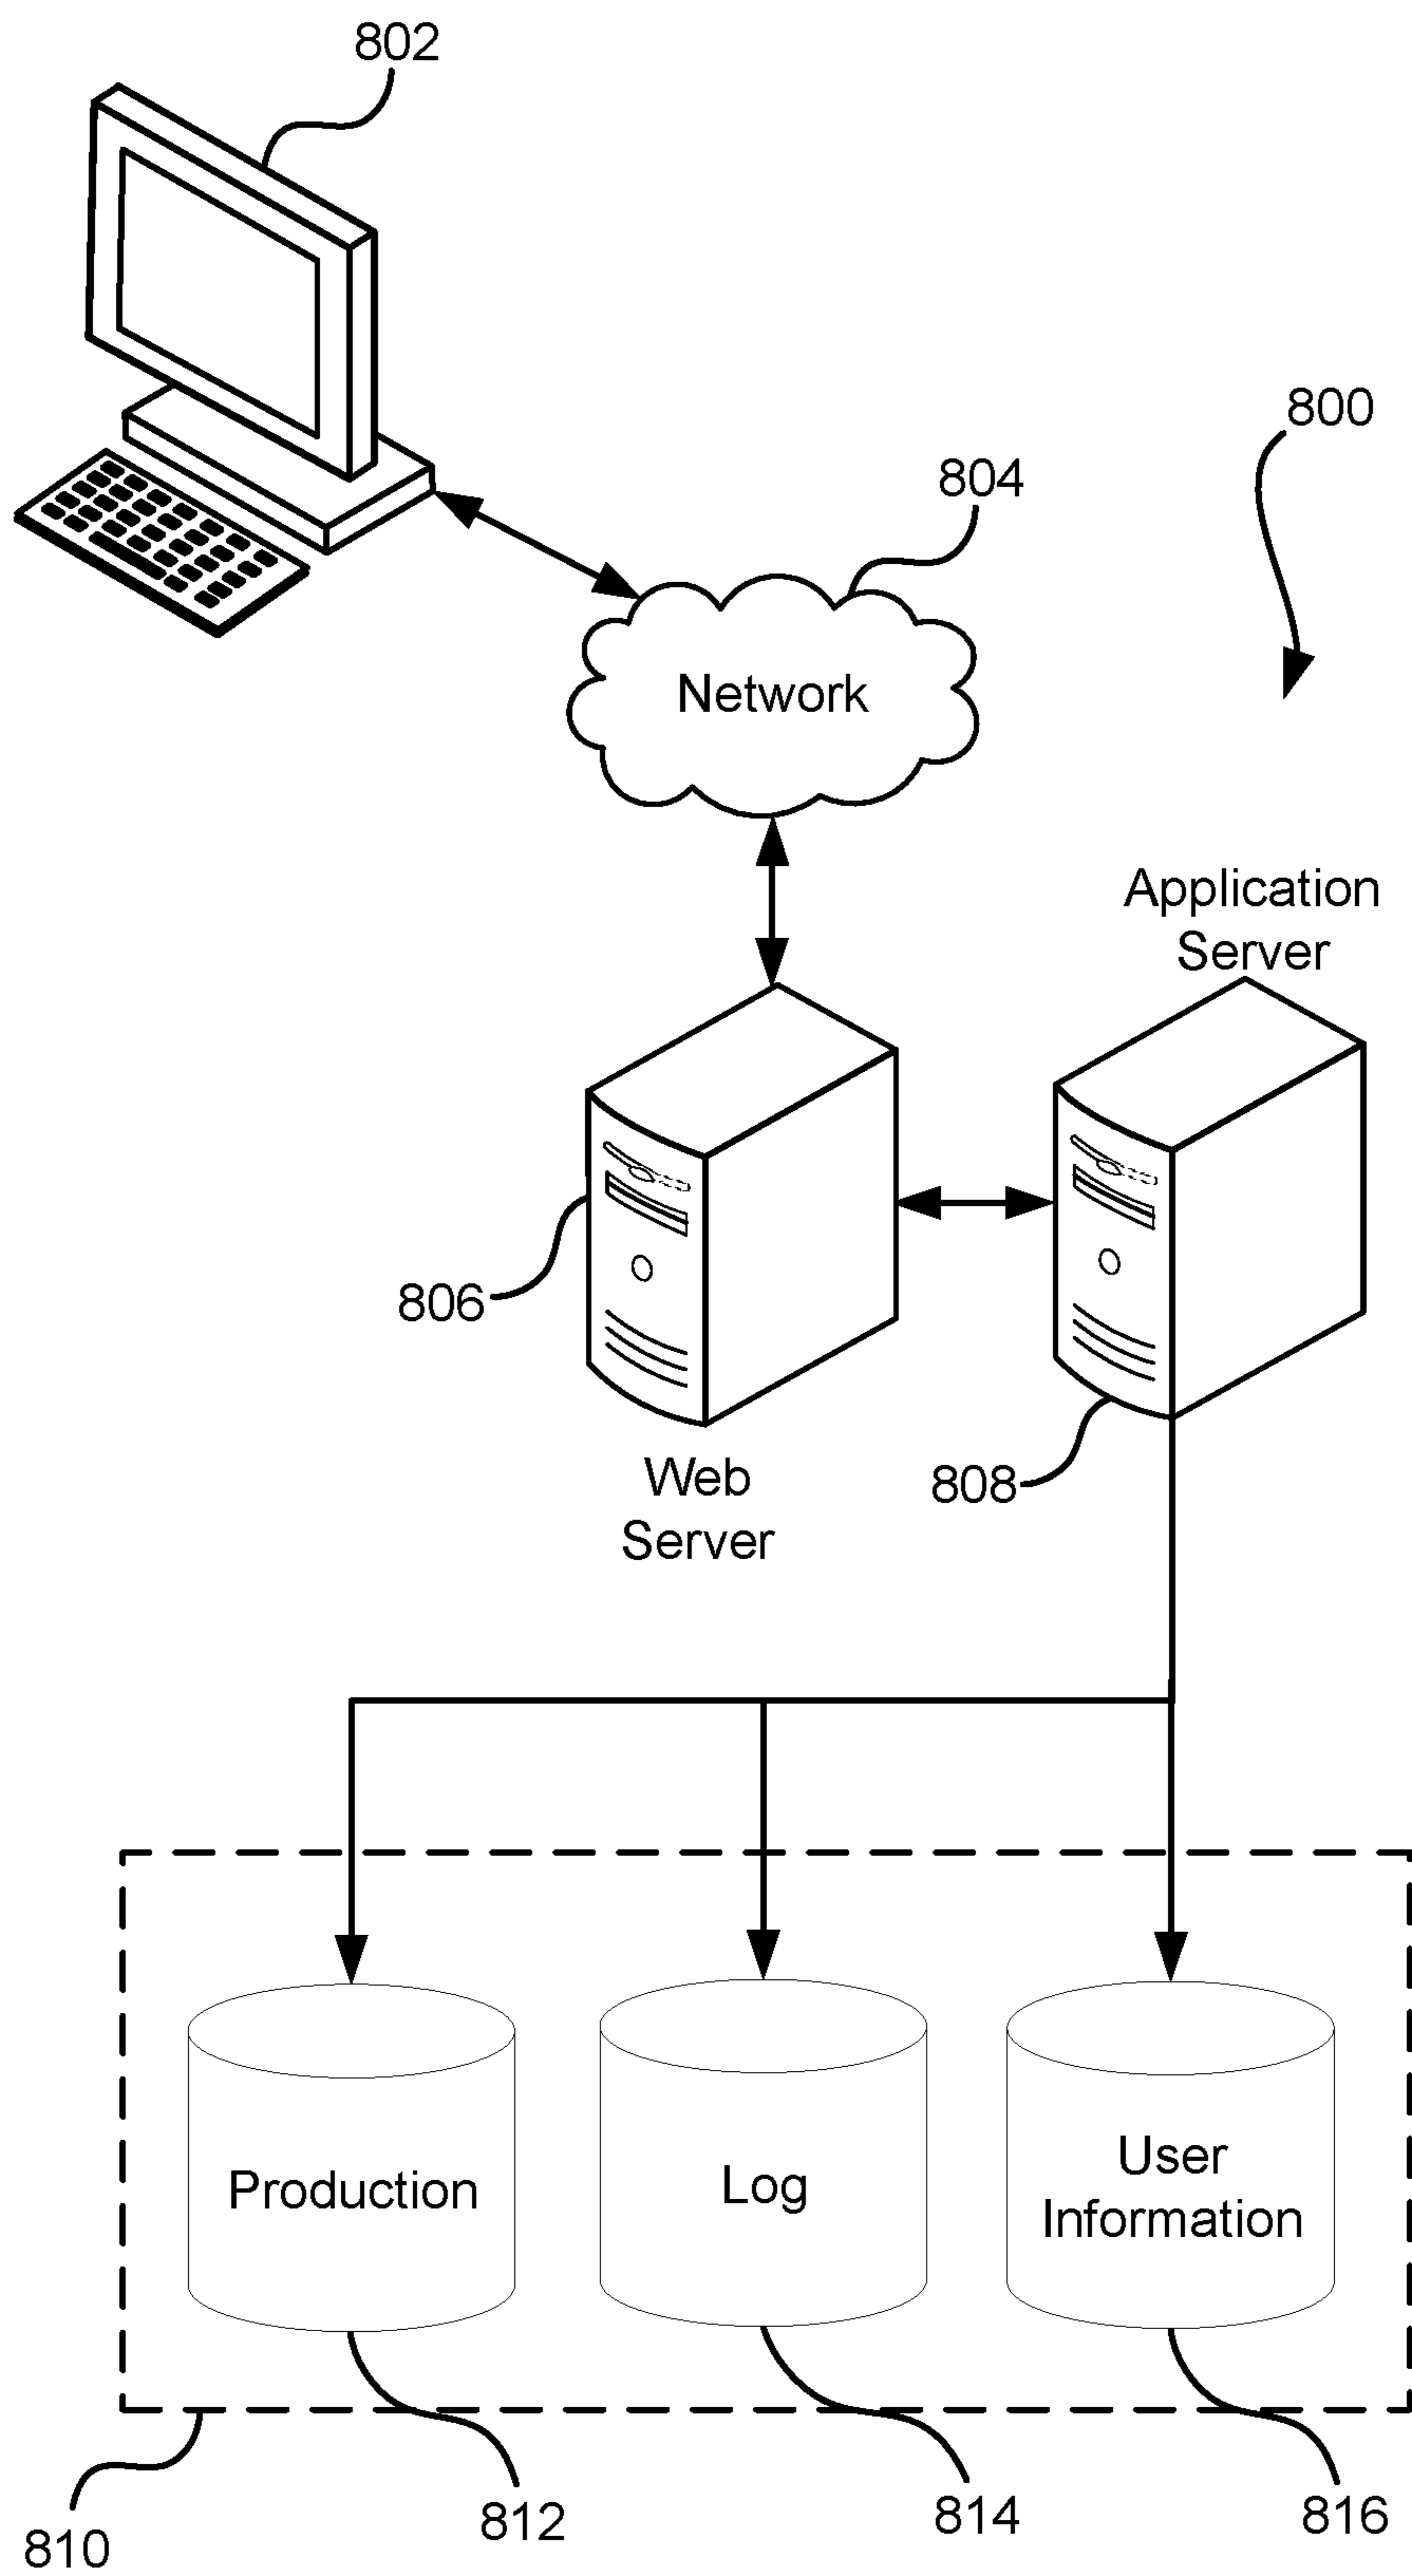 802
800
804
Network
Application
Server
806
808
Web
Server
Production
Log
User
Information
810
812
814
816